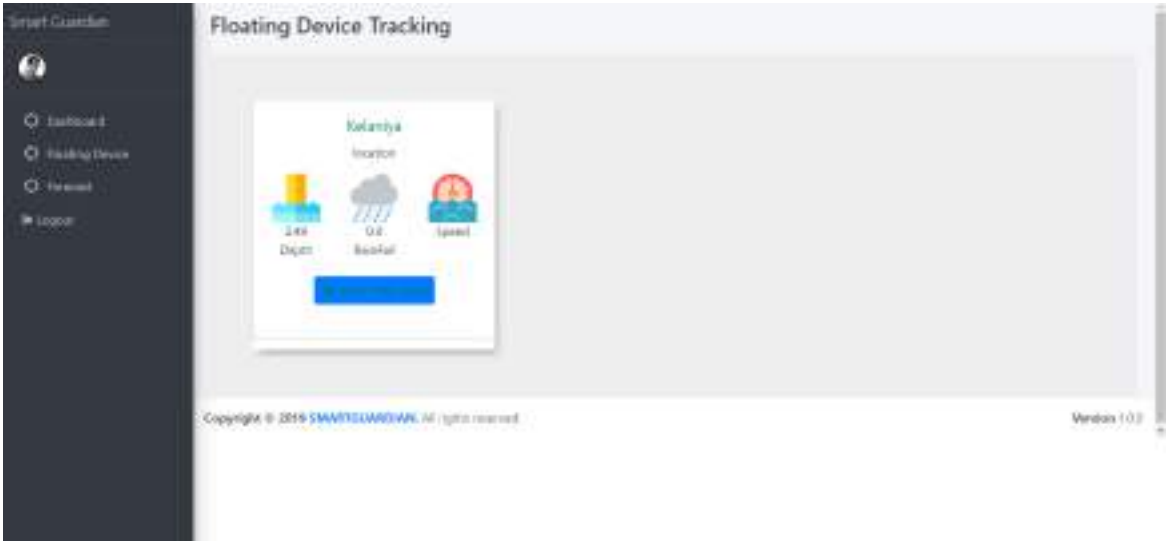 Smart Guardian
Dashboard
Floating Device
Forecast
Logout
Floating Device Tracking
Kelaniya
location
Depth
Rainfall
Speed
Copyright © 2019 SMARTGUARDIAN. All rights reserved.
Version 1.0.0